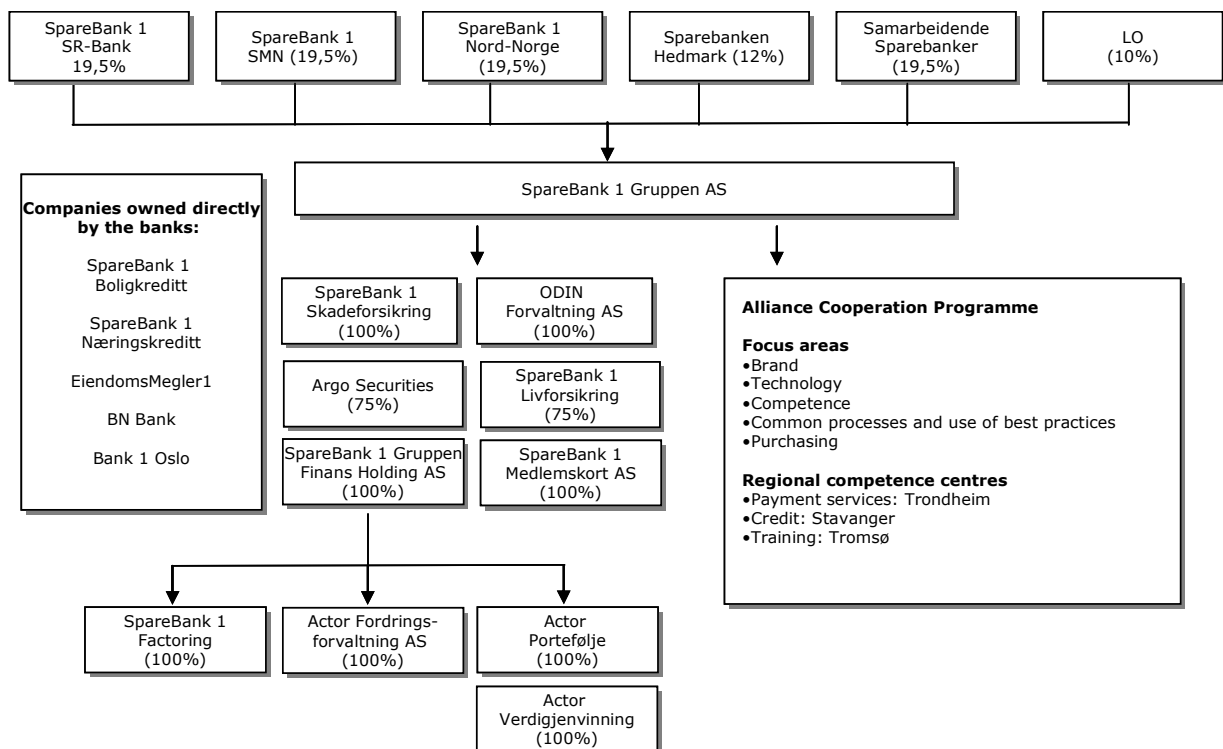 SpareBank 1
SR-Bank
19,5%
SpareBank 1
SMN (19,5%)
SpareBank 1
Nord-Norge
(19,5%)
Sparebanken
Hedmark (12%)
Samarbeidende
Sparebanker
(19,5%)
LO
(10%)
SpareBank 1 Gruppen AS
Companies owned directly
by the banks:
SpareBank 1
Boligkreditt
SpareBank 1
Næringskreditt
EiendomsMegler1
BN Bank
Bank 1 Oslo
SpareBank 1
Skadeforsikring
(100%)
ODIN
Forvaltning AS
(100%)
Argo Securities
(75%)
SpareBank 1
Livforsikring
(75%)
SpareBank 1 Gruppen
Finans Holding AS
(100%)
SpareBank 1
Medlemskort AS
(100%)
Alliance Cooperation Programme
Focus areas
•Brand
•Technology
•Competence
•Common processes and use of best practices
•Purchasing
Regional competence centres
•Payment services: Trondheim
•Credit: Stavanger
•Training: Tromsø
SpareBank 1
Factoring
(100%)
Actor Fordrings-
forvaltning AS
(100%)
Actor
Portefølje
(100%)
Actor
Verdigjenvinning
(100%)